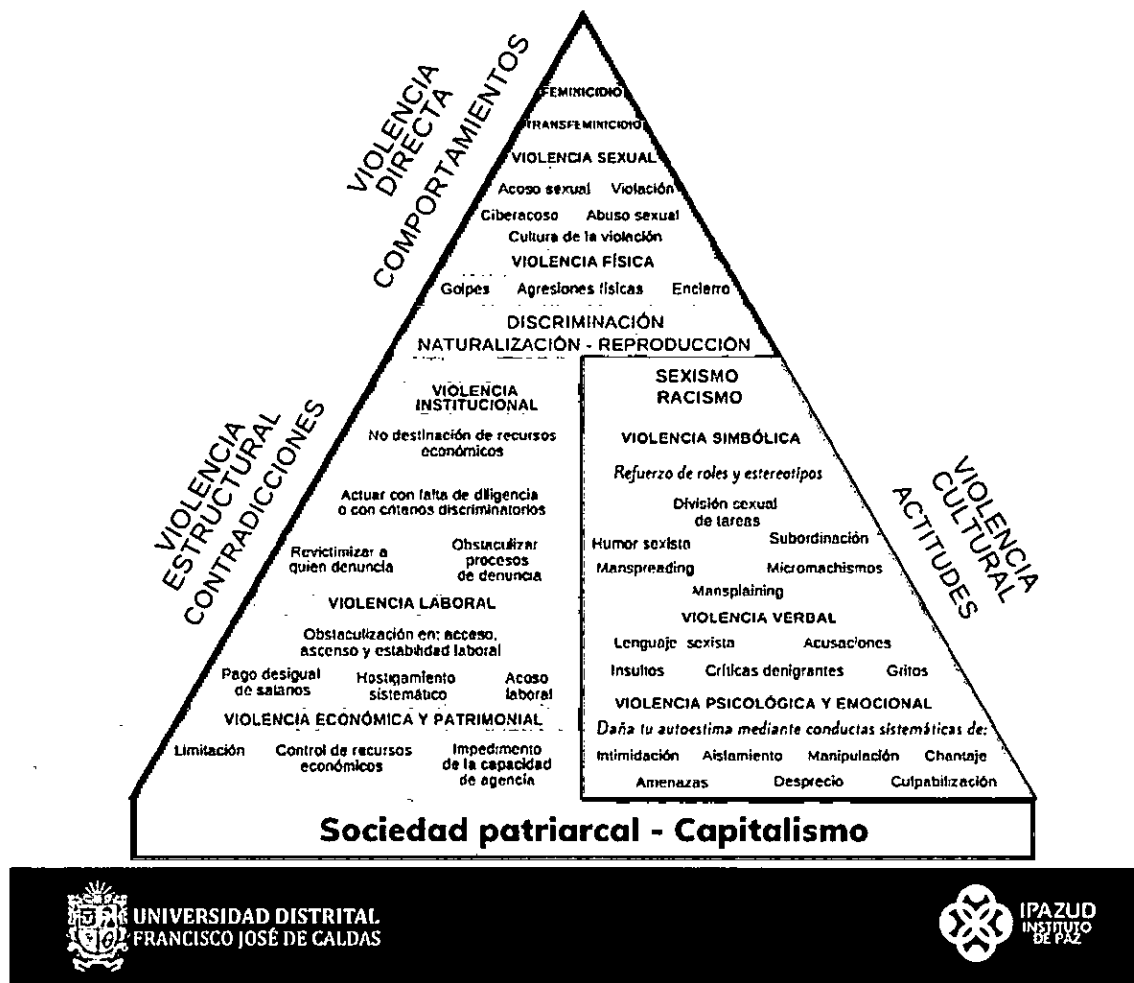 VIOLENCIA
DIRECTA
COMPORTAMIENTOS
FEMINICIDIO
TRANSFEMINICIDIO
VIOLENCIA SEXUAL
Acoso sexual Violación
Ciberacoso Abuso sexual
Cultura de la violación
VIOLENCIA FÍSICA
Golpes Agresiones físicas Encierro
DISCRIMINACIÓN
NATURALIZACIÓN - REPRODUCCIÓN
VIOLENCIA
ESTRUCTURAL
CONTRADICCIONES
VIOLENCIA
INSTITUCIONAL
No destinación de recursos
económicos
Actuar con falta de diligencia
o con criterios discriminatorios
Revictimizar a
quien denuncia
Obstaculizar
procesos
de denuncia
VIOLENCIA LABORAL
Obstaculización en: acceso,
ascenso y estabilidad laboral
Pago desigual
de salarios
Hostigamiento
sistemático
Acoso
laboral
VIOLENCIA ECONÓMICA Y PATRIMONIAL
Limitación
Control de recursos
económicos
Impedimento
de la capacidad
de agencia
SEXISMO
RACISMO
VIOLENCIA SIMBÓLICA
Refuerzo de roles y estereotipos
División sexual
de tareas
Humor sexista Subordinación
Manspreading Micromachismos
Mansplaining
VIOLENCIA VERBAL
Lenguaje sexista Acusaciones
Insultos Críticas denigrantes Gritos
VIOLENCIA PSICOLÓGICA Y EMOCIONAL
Daña tu autoestima mediante conductas sistemáticas de:
Intimidación Aislamiento Manipulación Chantaje
Amenazas Desprecio Culpabilización
VIOLENCIA
CULTURAL
ACTITUDES
Sociedad patriarcal - Capitalismo
UNIVERSIDAD DISTRITAL
FRANCISCO JOSÉ DE CALDAS
IPAZUD
INSTITUTO
DE PAZ